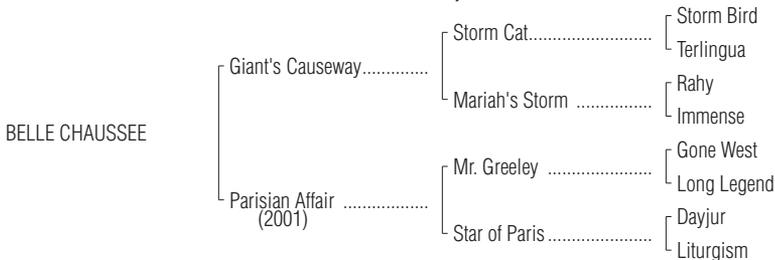 Storm Bird
Storm Cat..........................
Terlingua
Giant's Causeway..............
Rahy
Mariah's Storm ................
Immense
BELLE CHAUSSEE
Gone West
Mr. Greeley ......................
Long Legend
Parisian Affair ..................
(2001)
Dayjur
Star of Paris......................
Liturgism